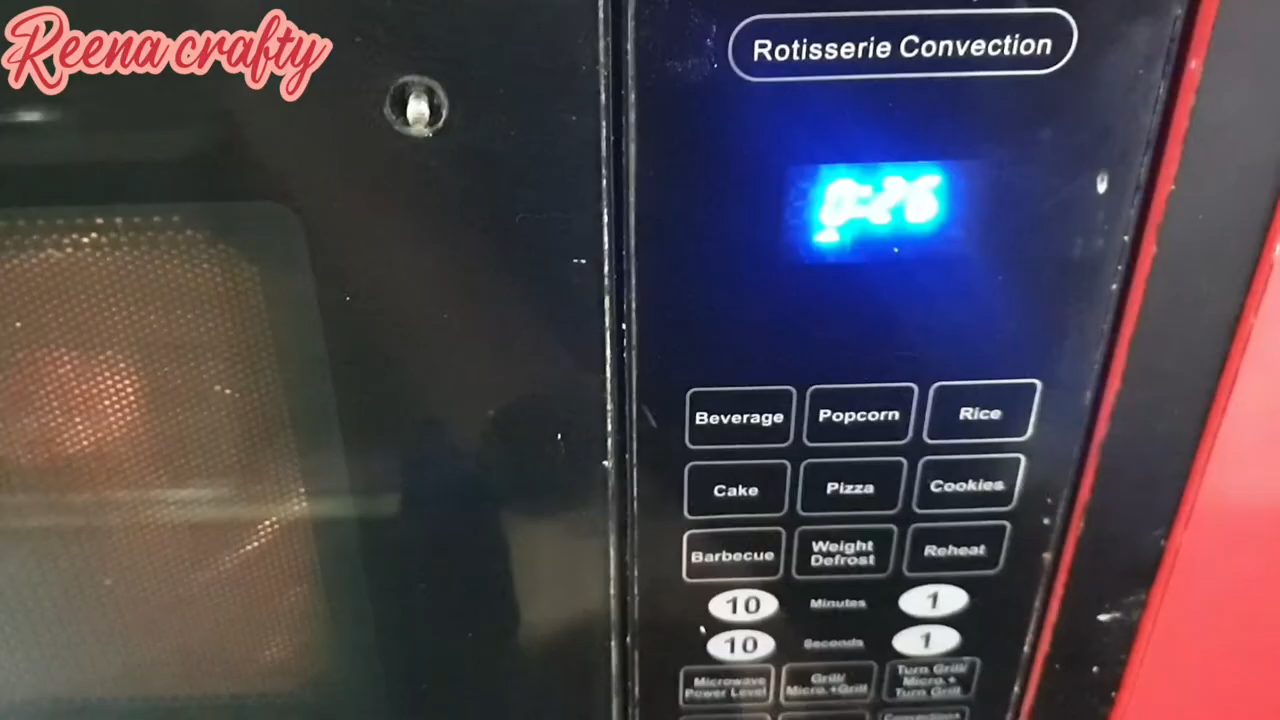 Reena crafty
Rotisserie Convection
0:26
Beverage Popcorn Rice
Cake Pizza Cookies
Barbecue Weight Defrost Reheat
10 Minutes 1
10 Seconds 1
Microwave Power Level Grill/ Micro.+Grill Turn Grill/ Micro.+ Turn Grill